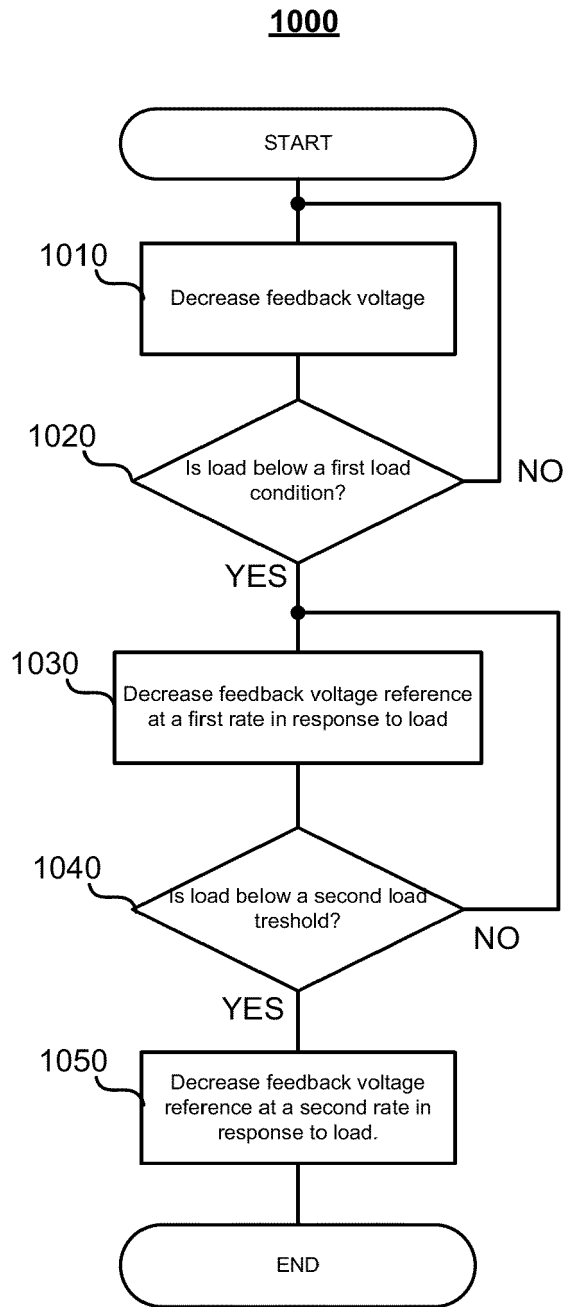 1000
START
1010
Decrease feedback voltage
1020
Is load below a first load
condition?
NO
YES
1030
Decrease feedback voltage reference
at a first rate in response to load
1040
Is load below a second load
treshold?
NO
YES
1050
Decrease feedback voltage
reference at a second rate in
response to load.
END